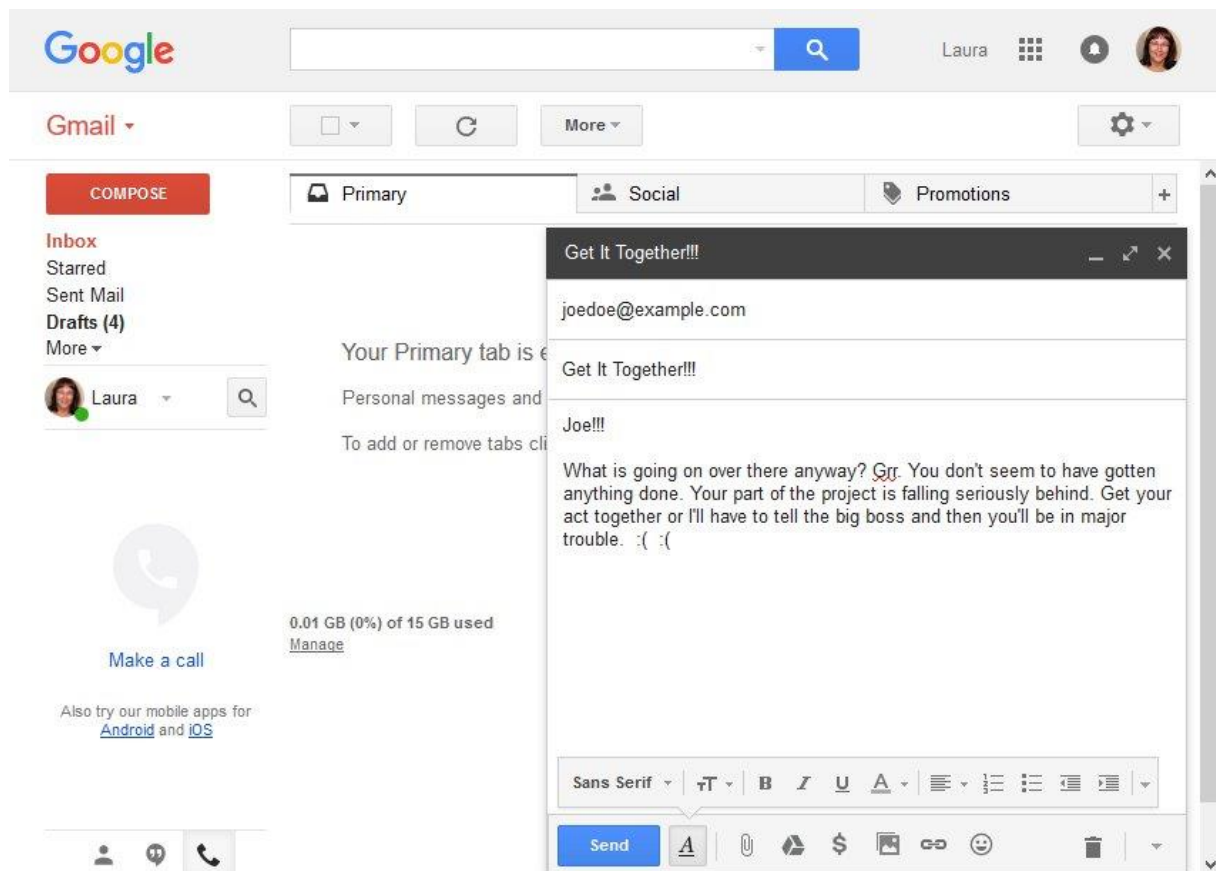 Google
Laura
Gmail
More
COMPOSE
Primary
Social
Promotions
+
Inbox
Starred
Sent Mail
Drafts (4)
More
Laura
Your Primary tab is e
Personal messages and
To add or remove tabs cli
0.01 GB (0%) of 15 GB used
Manage
Make a call
Also try our mobile apps for
Android and iOS
Get It Together!!!
joedoe@example.com
Get It Together!!!
Joe!!!
What is going on over there anyway? Grr. You don't seem to have gotten
anything done. Your part of the project is falling seriously behind. Get your
act together or I'll have to tell the big boss and then you'll be in major
trouble.  :(  :(
Sans Serif
TT
B I U A
Send
A
$